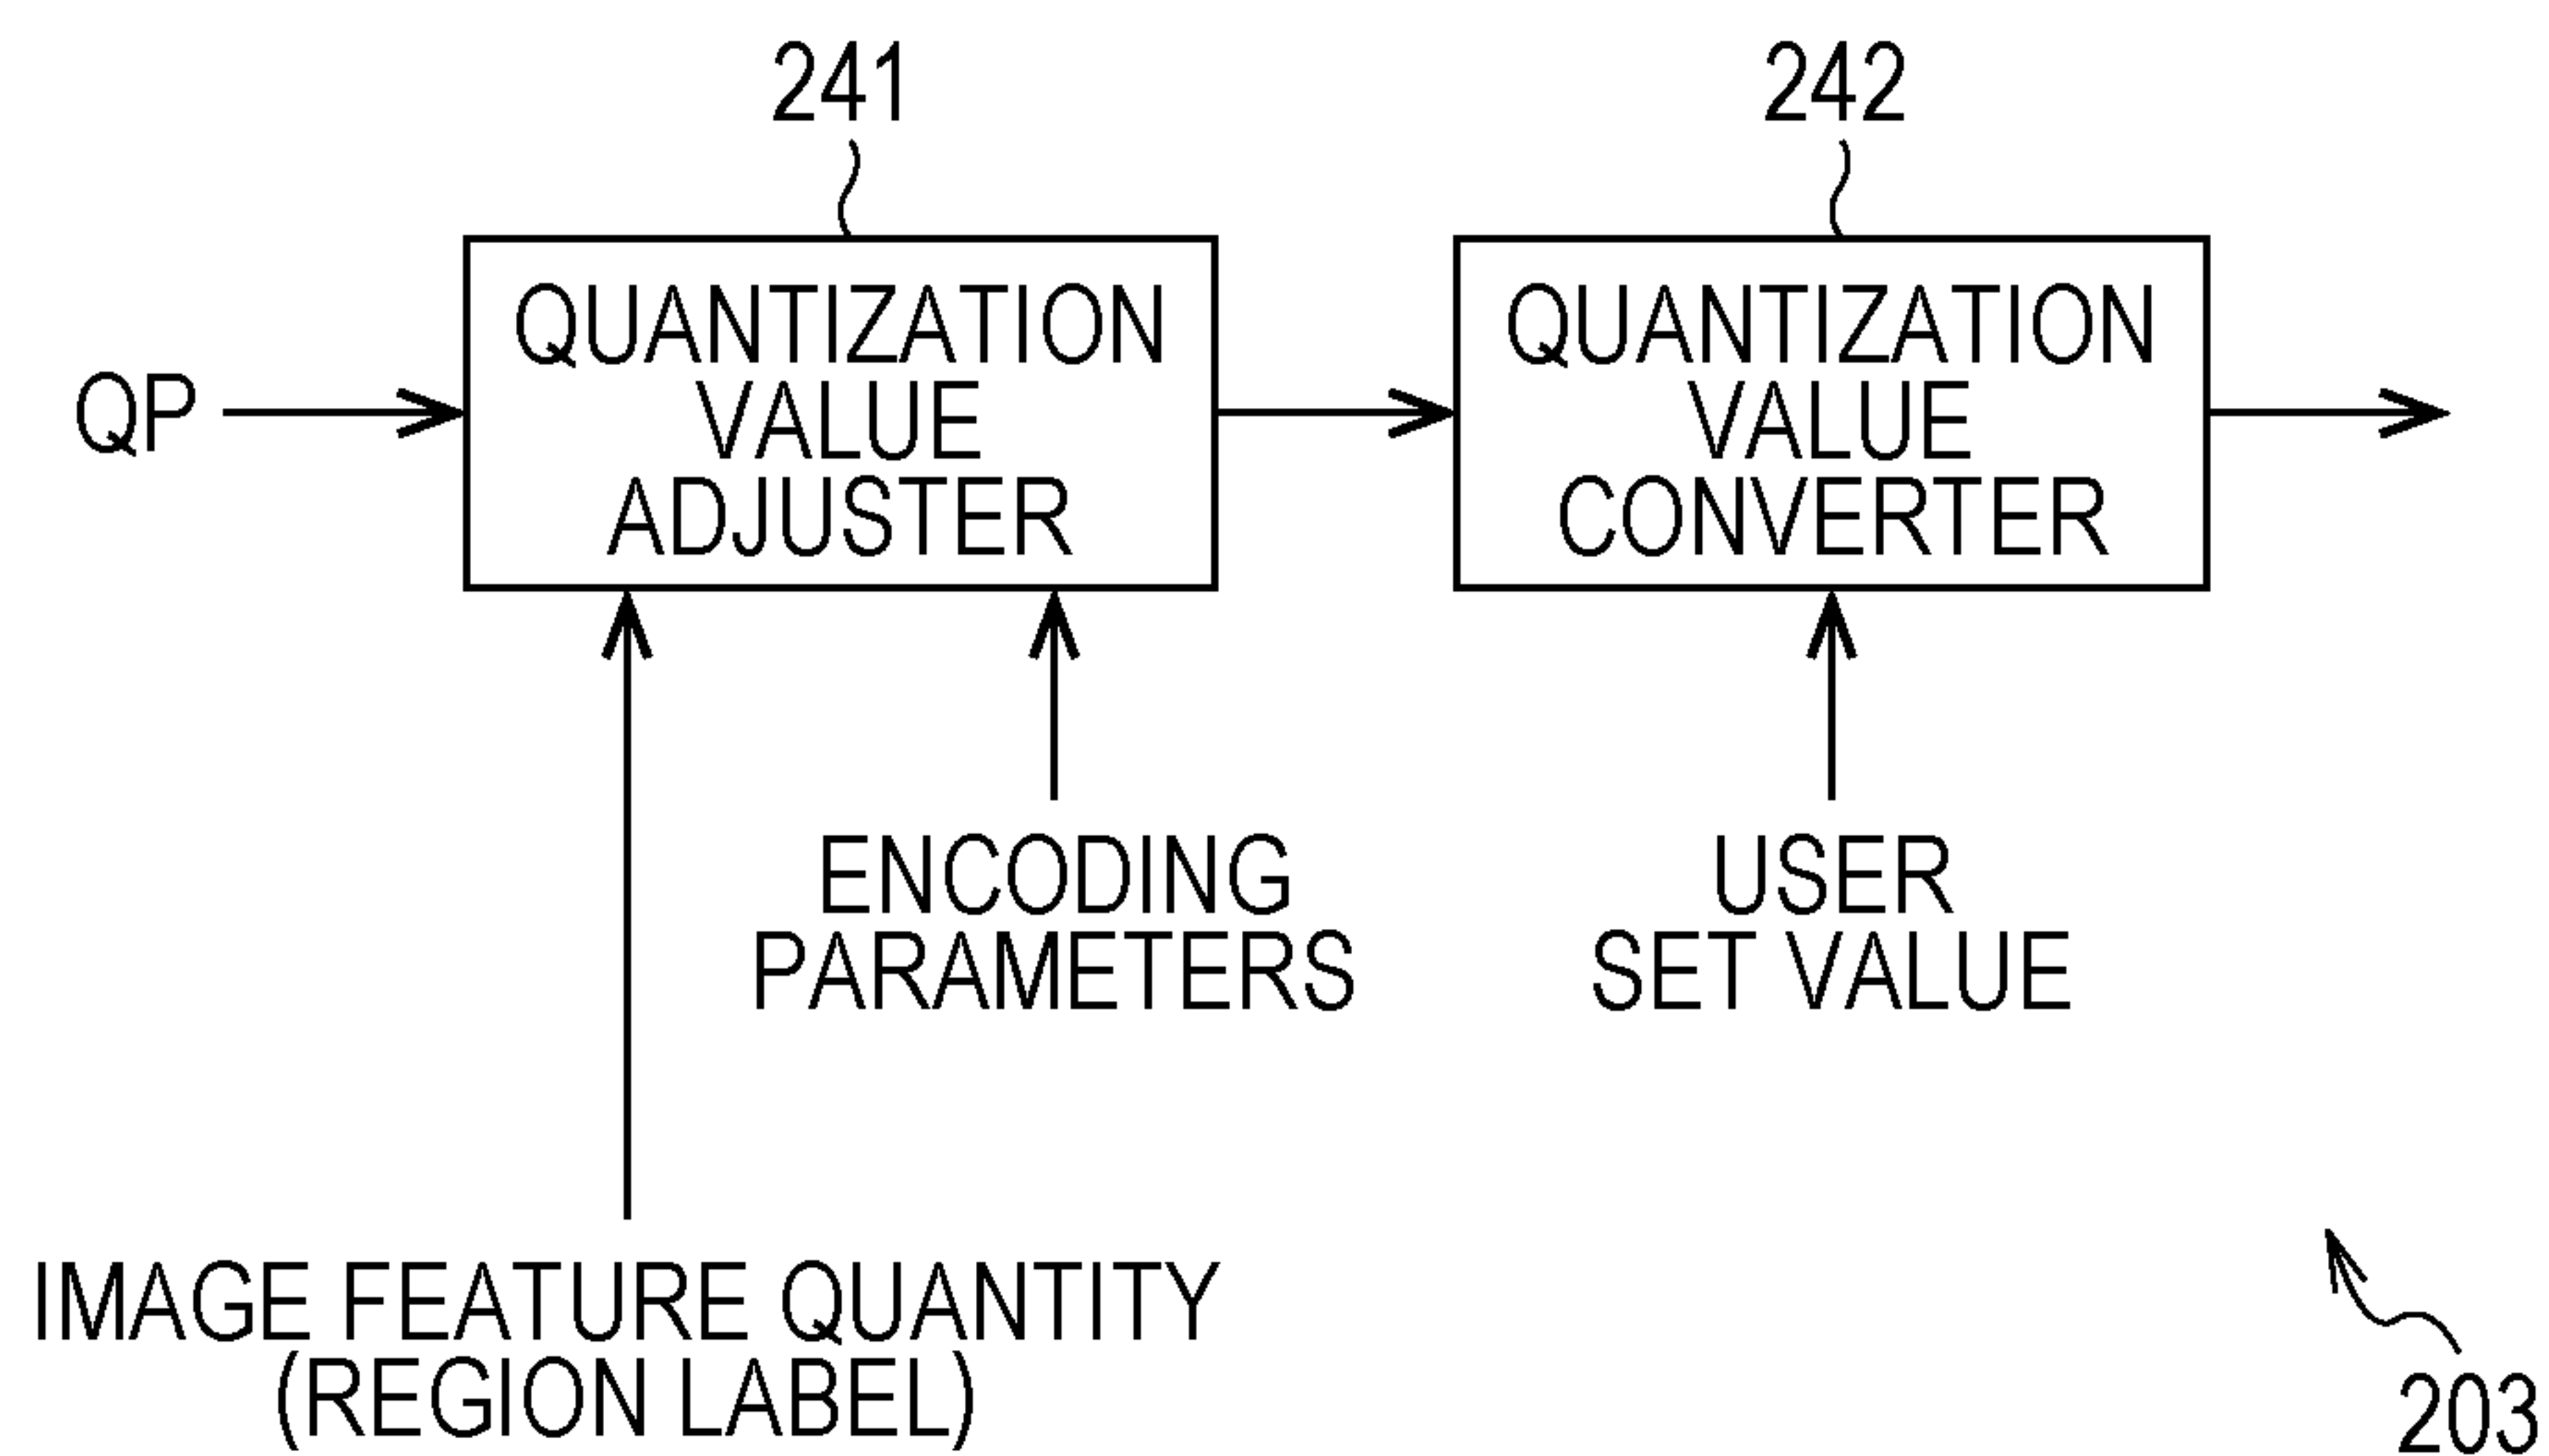 241
242
QP
QUANTIZATION
VALUE
ADJUSTER
QUANTIZATION
VALUE
CONVERTER
ENCODING
PARAMETERS
USER
SET VALUE
IMAGE FEATURE QUANTITY
(REGION LABEL)
203